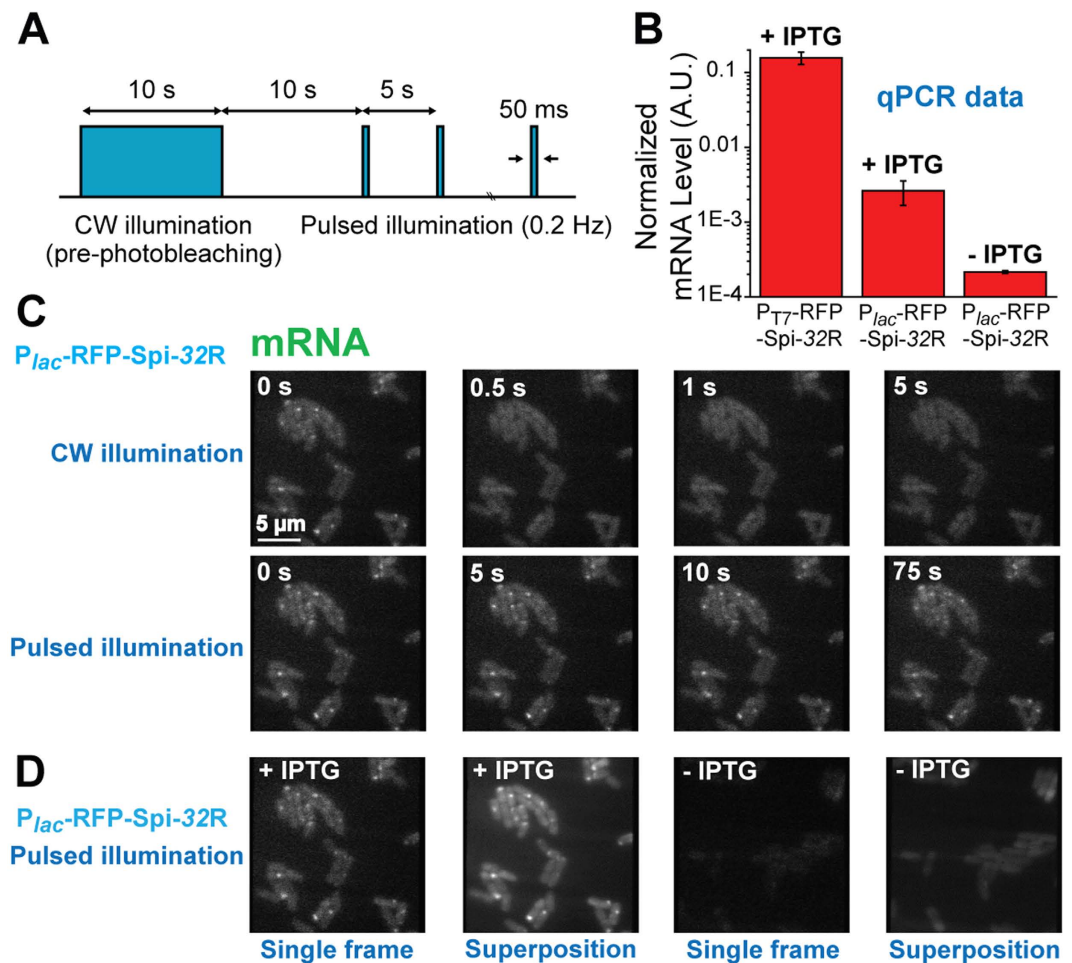 A
10 s
10 s
5 s
50 ms
CW illumination
(pre-photobleaching)
Pulsed illumination (0.2 Hz)
B
Normalized
mRNA Level (A.U.)
0.1
0.01
1E-3
1E-4
+ IPTG
+ IPTG
- IPTG
qPCR data
PT7-RFP
-Spi-32R
Plac-RFP
-Spi-32R
Plac-RFP
-Spi-32R
C
Plac-RFP-Spi-32R
mRNA
CW illumination
0 s
0.5 s
1 s
5 s
5 µm
Pulsed illumination
0 s
5 s
10 s
75 s
D
Plac-RFP-Spi-32R
Pulsed illumination
+ IPTG
+ IPTG
- IPTG
- IPTG
Single frame
Superposition
Single frame
Superposition